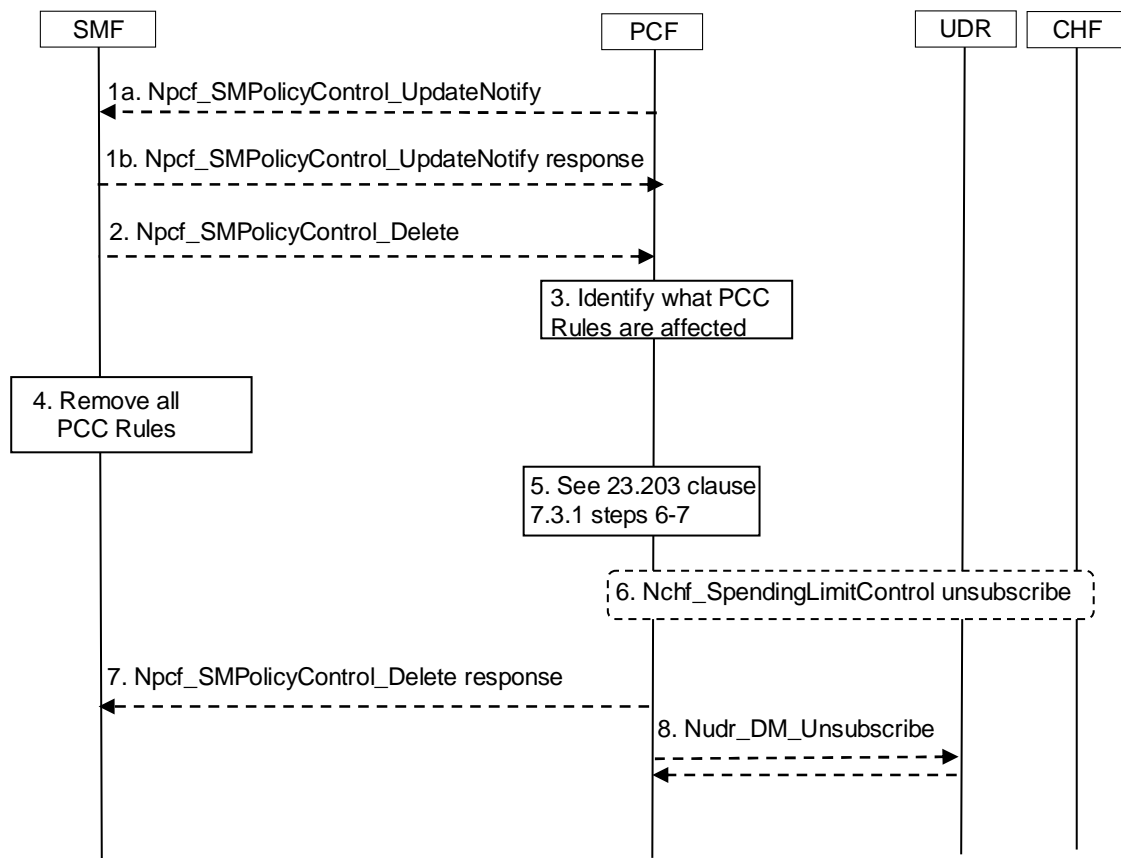 SMF
PCF
UDR
CHF
1a. Npcf_SMPolicyControl_UpdateNotify
1b. Npcf_SMPolicyControl_UpdateNotify response
2. Npcf_SMPolicyControl_Delete
3. Identify what PCC
Rules are affected
4. Remove all
PCC Rules
5. See 23.203 clause
7.3.1 steps 6-7
6. Nchf_SpendingLimitControl unsubscribe
7. Npcf_SMPolicyControl_Delete response
8. Nudr_DM_Unsubscribe